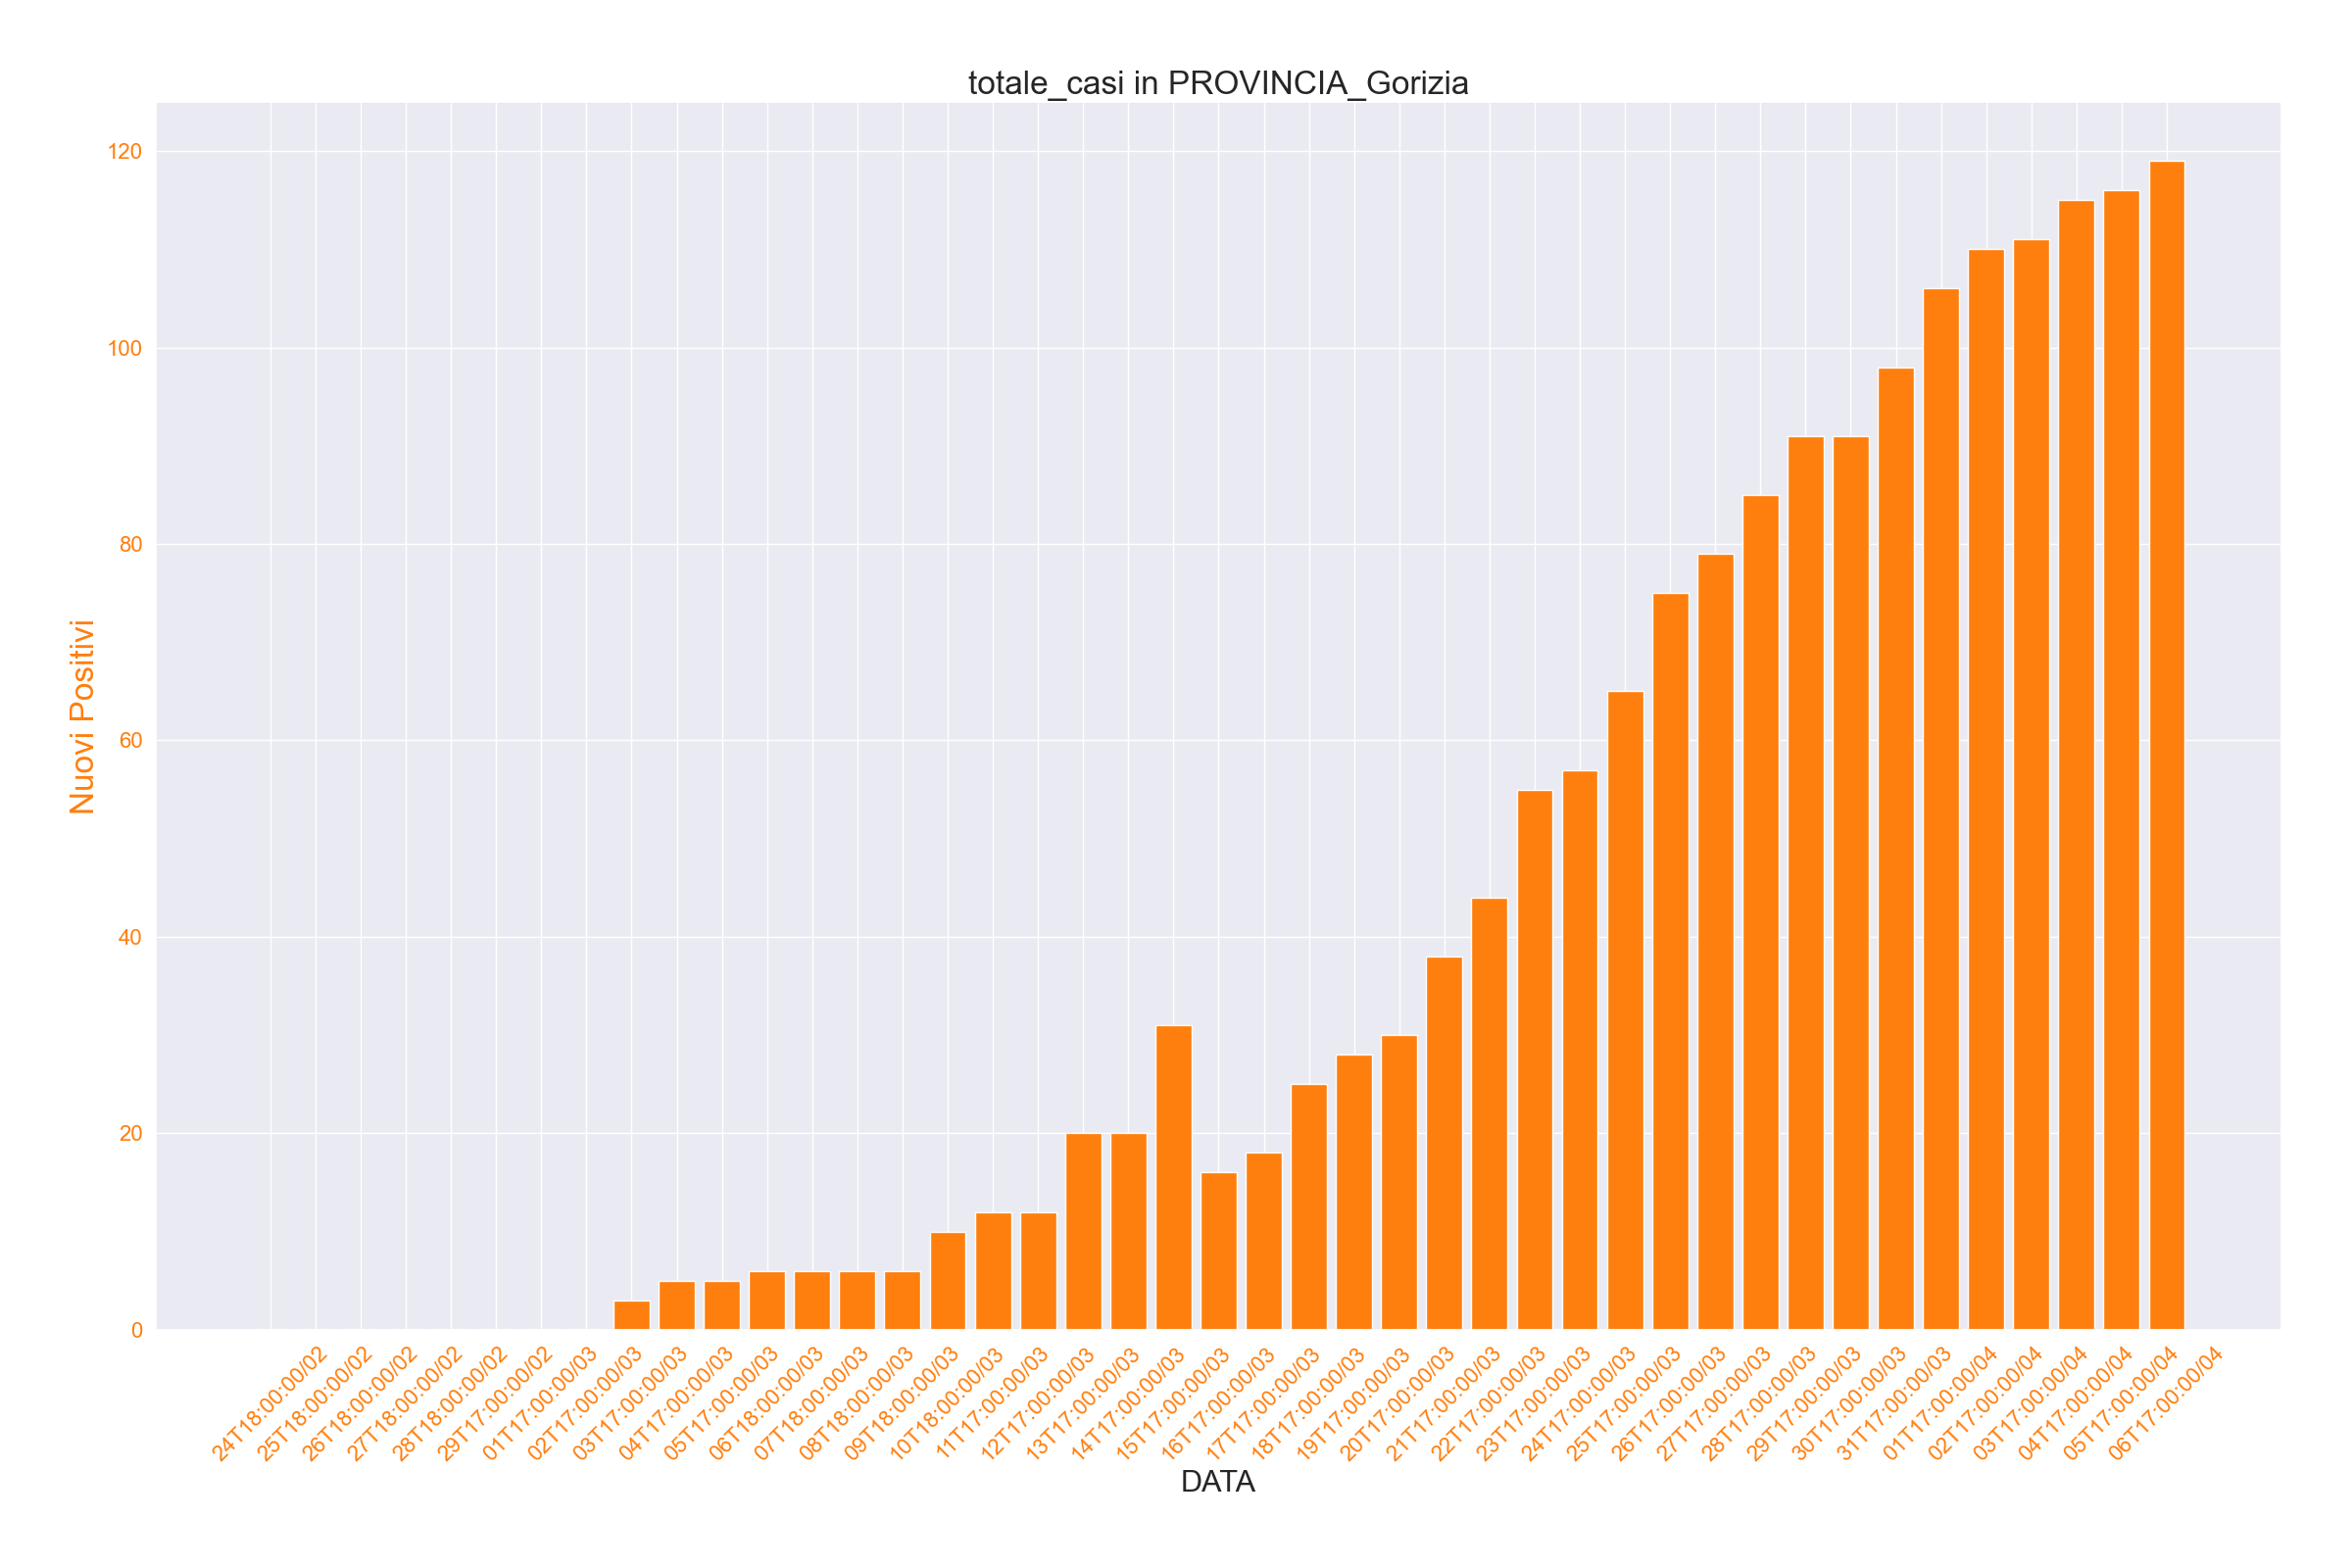 totale_casi in PROVINCIA_Gorizia
120
100
80
60
40
20
0
Nuovi Positivi
24T18:00:00/02
25T18:00:00/02
26T18:00:00/02
27T18:00:00/02
28T18:00:00/02
29T17:00:00/02
01T17:00:00/03
02T17:00:00/03
03T17:00:00/03
04T17:00:00/03
05T17:00:00/03
06T18:00:00/03
07T18:00:00/03
08T18:00:00/03
09T18:00:00/03
10T18:00:00/03
11T17:00:00/03
12T17:00:00/03
13T17:00:00/03
14T17:00:00/03
15T17:00:00/03
16T17:00:00/03
17T17:00:00/03
18T17:00:00/03
19T17:00:00/03
20T17:00:00/03
21T17:00:00/03
22T17:00:00/03
23T17:00:00/03
24T17:00:00/03
25T17:00:00/03
26T17:00:00/03
27T17:00:00/03
28T17:00:00/03
29T17:00:00/03
30T17:00:00/03
31T17:00:00/03
01T17:00:00/04
02T17:00:00/04
03T17:00:00/04
04T17:00:00/04
05T17:00:00/04
06T17:00:00/04
DATA